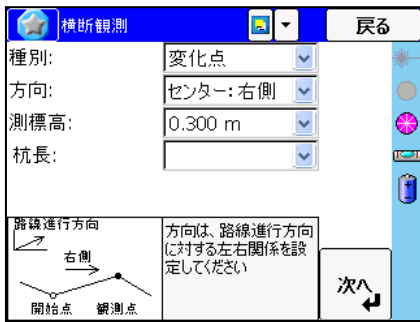 横断観測
戻る
種別:
変化点
方向:
センター:右側
測標高:
0.300 m
杭長:
路線進行方向
右側
開始点 観測点
方向は、路線進行方向
に対する左右関係を設
定してください
次へ